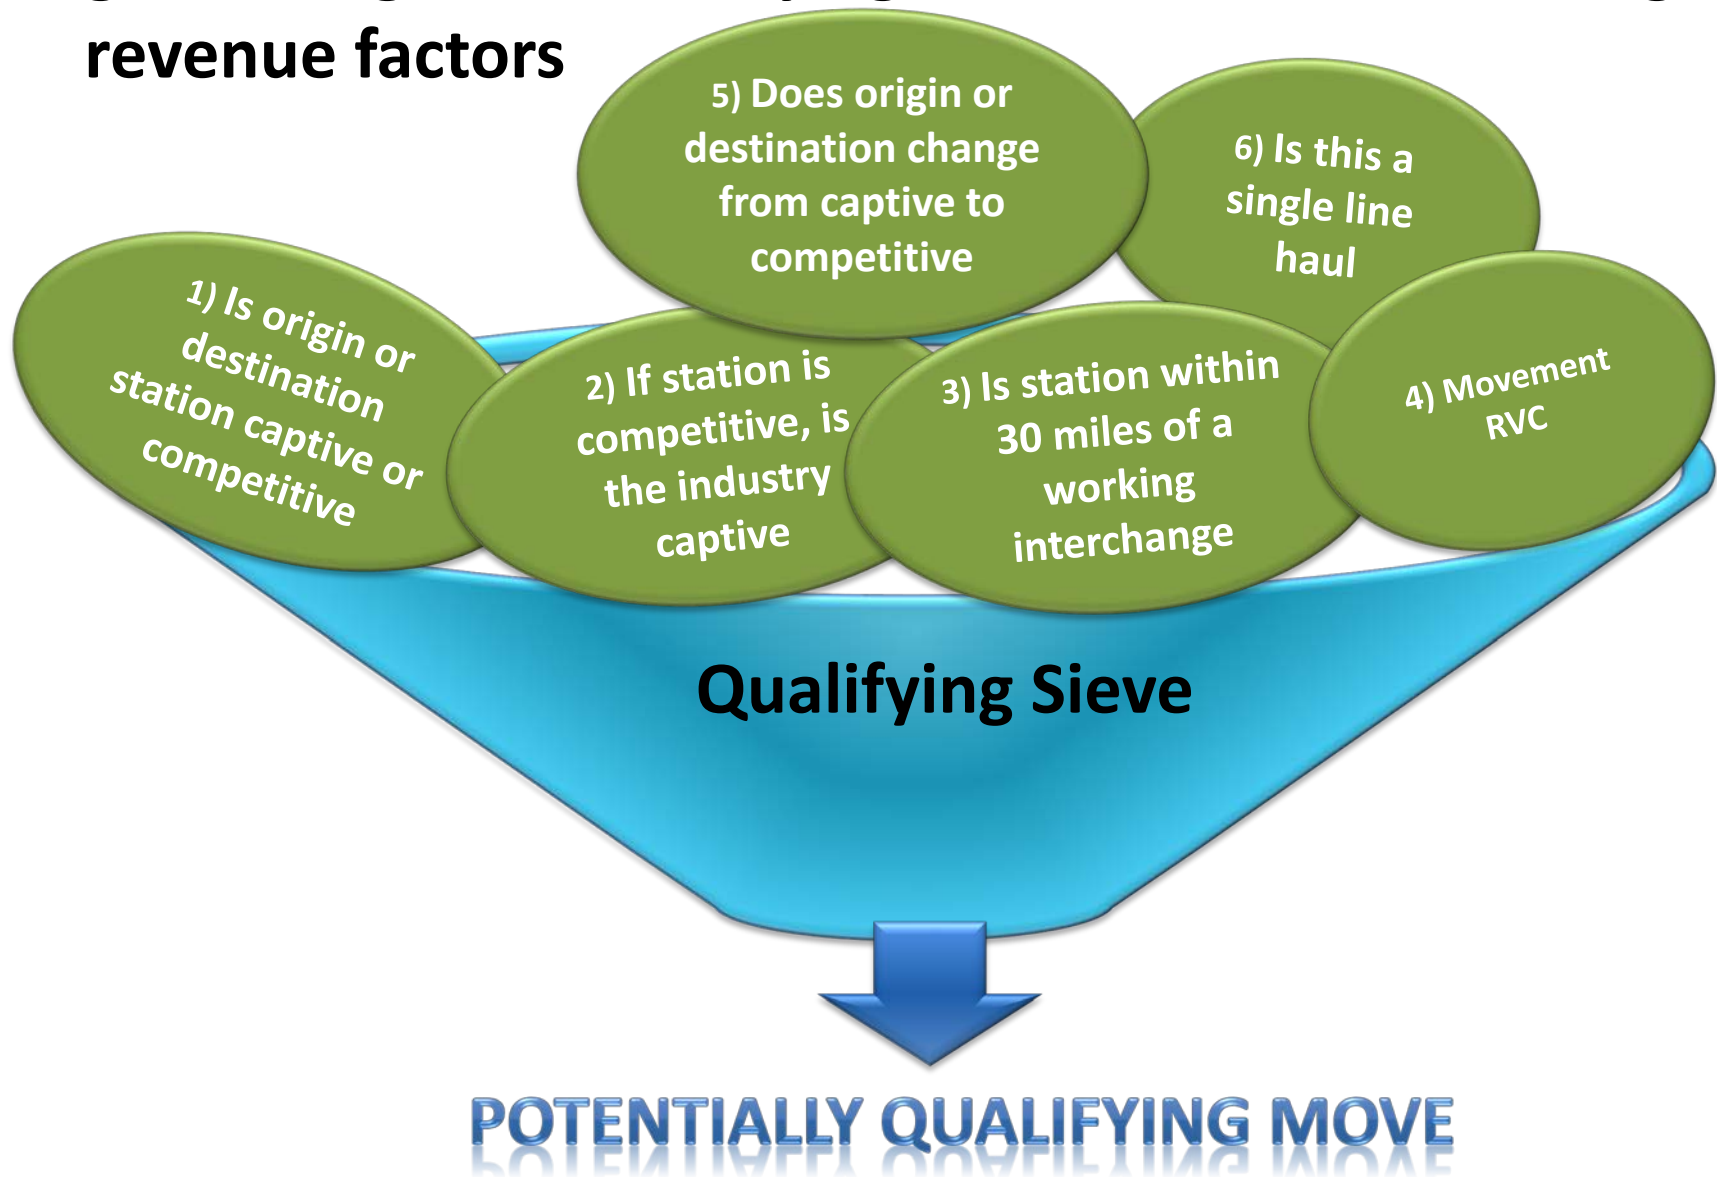 revenue factors
5) Does origin or
destination change
from captive to
competitive
6) Is this a
single line
haul
1) Is origin or
destination
station captive or
competitive
2) If station is
competitive, is
the industry
captive
3) Is station within
30 miles of a
working
interchange
4) Movement
RVC
Qualifying Sieve
POTENTIALLY QUALIFYING MOVE